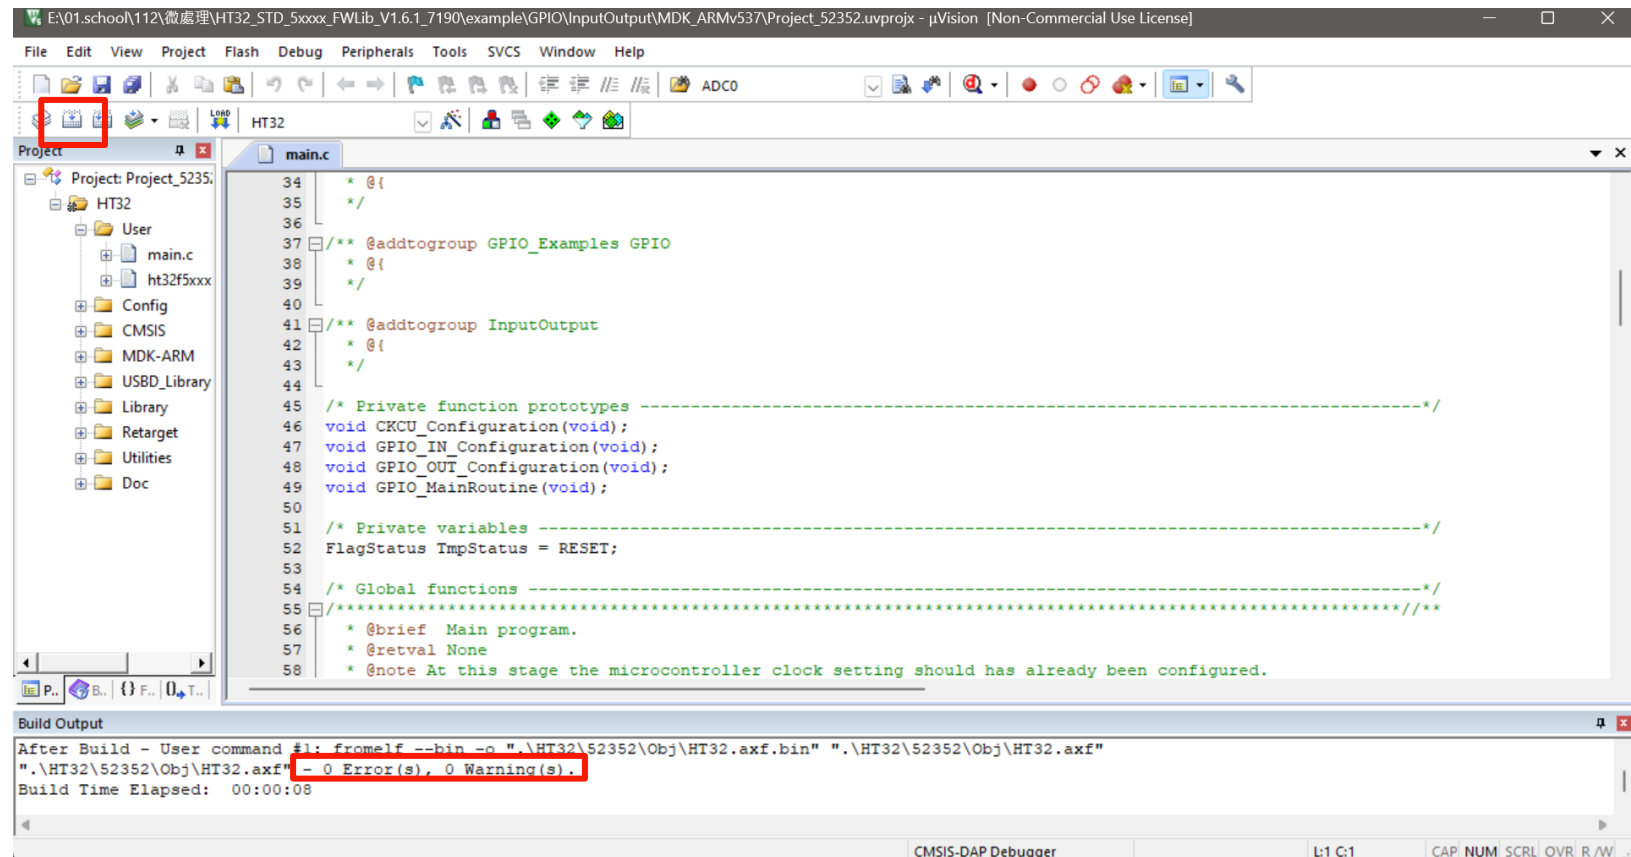 E:\01.school\112\微處理\HT32_STD_5xxxx_FWLib_V1.6.1_7190\example\GPIO\InputOutput\MDK_ARMv537\Project_52352.uvprojx - µVision [Non-Commercial Use License]
File Edit View Project Flash Debug Peripherals Tools SVCS Window Help
ADC0
LOAD HT32
Project
main.c
Project: Project_5235
HT32
User
main.c
ht32f5xxx
Config
CMSIS
MDK-ARM
USBD_Library
Library
Retarget
Utilities
Doc
34 * @{
35 */
36
37 /** @addtogroup GPIO_Examples GPIO
38 * @{
39 */
40
41 /** @addtogroup InputOutput
42 * @{
43 */
44
45 /* Private function prototypes -----------------------------------------------------------------------------*/
46 void CKCU_Configuration(void);
47 void GPIO_IN_Configuration(void);
48 void GPIO_OUT_Configuration(void);
49 void GPIO_MainRoutine(void);
50
51 /* Private variables ---------------------------------------------------------------------------------------*/
52 FlagStatus TmpStatus = RESET;
53
54 /* Global functions ----------------------------------------------------------------------------------------*/
55 /*********************************************************************************************************//**
56 * @brief Main program.
57 * @retval None
58 * @note At this stage the microcontroller clock setting should has already been configured.
P.. B.. {} F.. 0 T..
Build Output
After Build - User command #1: fromelf --bin -o ".\HT32\52352\Obj\HT32.axf.bin" ".\HT32\52352\Obj\HT32.axf"
".\HT32\52352\Obj\HT32.axf" - 0 Error(s), 0 Warning(s).
Build Time Elapsed: 00:00:08
CMSIS-DAP Debugger L:1 C:1 CAP NUM SCRL OVR R/W